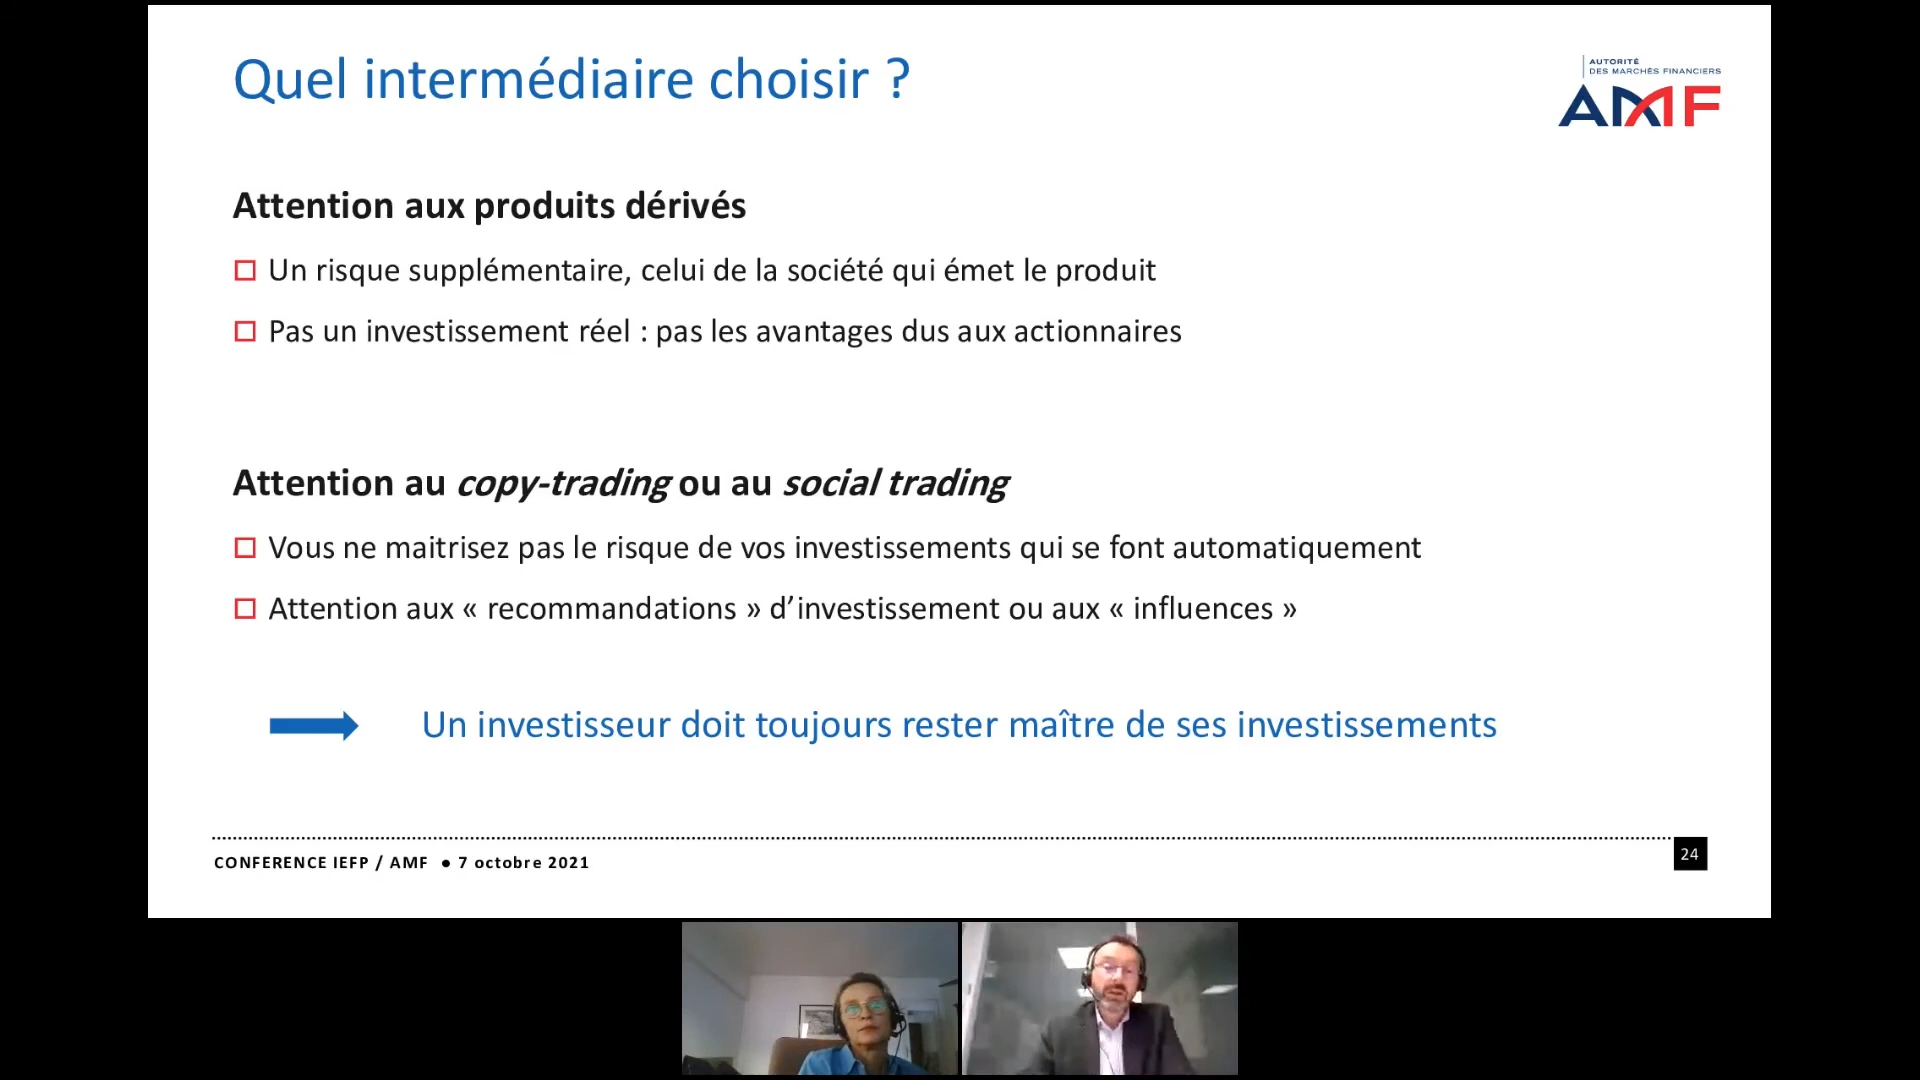 Quel intermédiaire choisir ?
AUTORITÉ
DES MARCHÉS FINANCIERS
AMF
Attention aux produits dérivés
Un risque supplémentaire, celui de la société qui émet le produit
Pas un investissement réel : pas les avantages dus aux actionnaires
Attention au copy-trading ou au social trading
Vous ne maitrisez pas le risque de vos investissements qui se font automatiquement
Attention aux « recommandations » d’investissement ou aux « influences »
Un investisseur doit toujours rester maître de ses investissements
CONFERENCE IEFP / AMF ● 7 octobre 2021
24